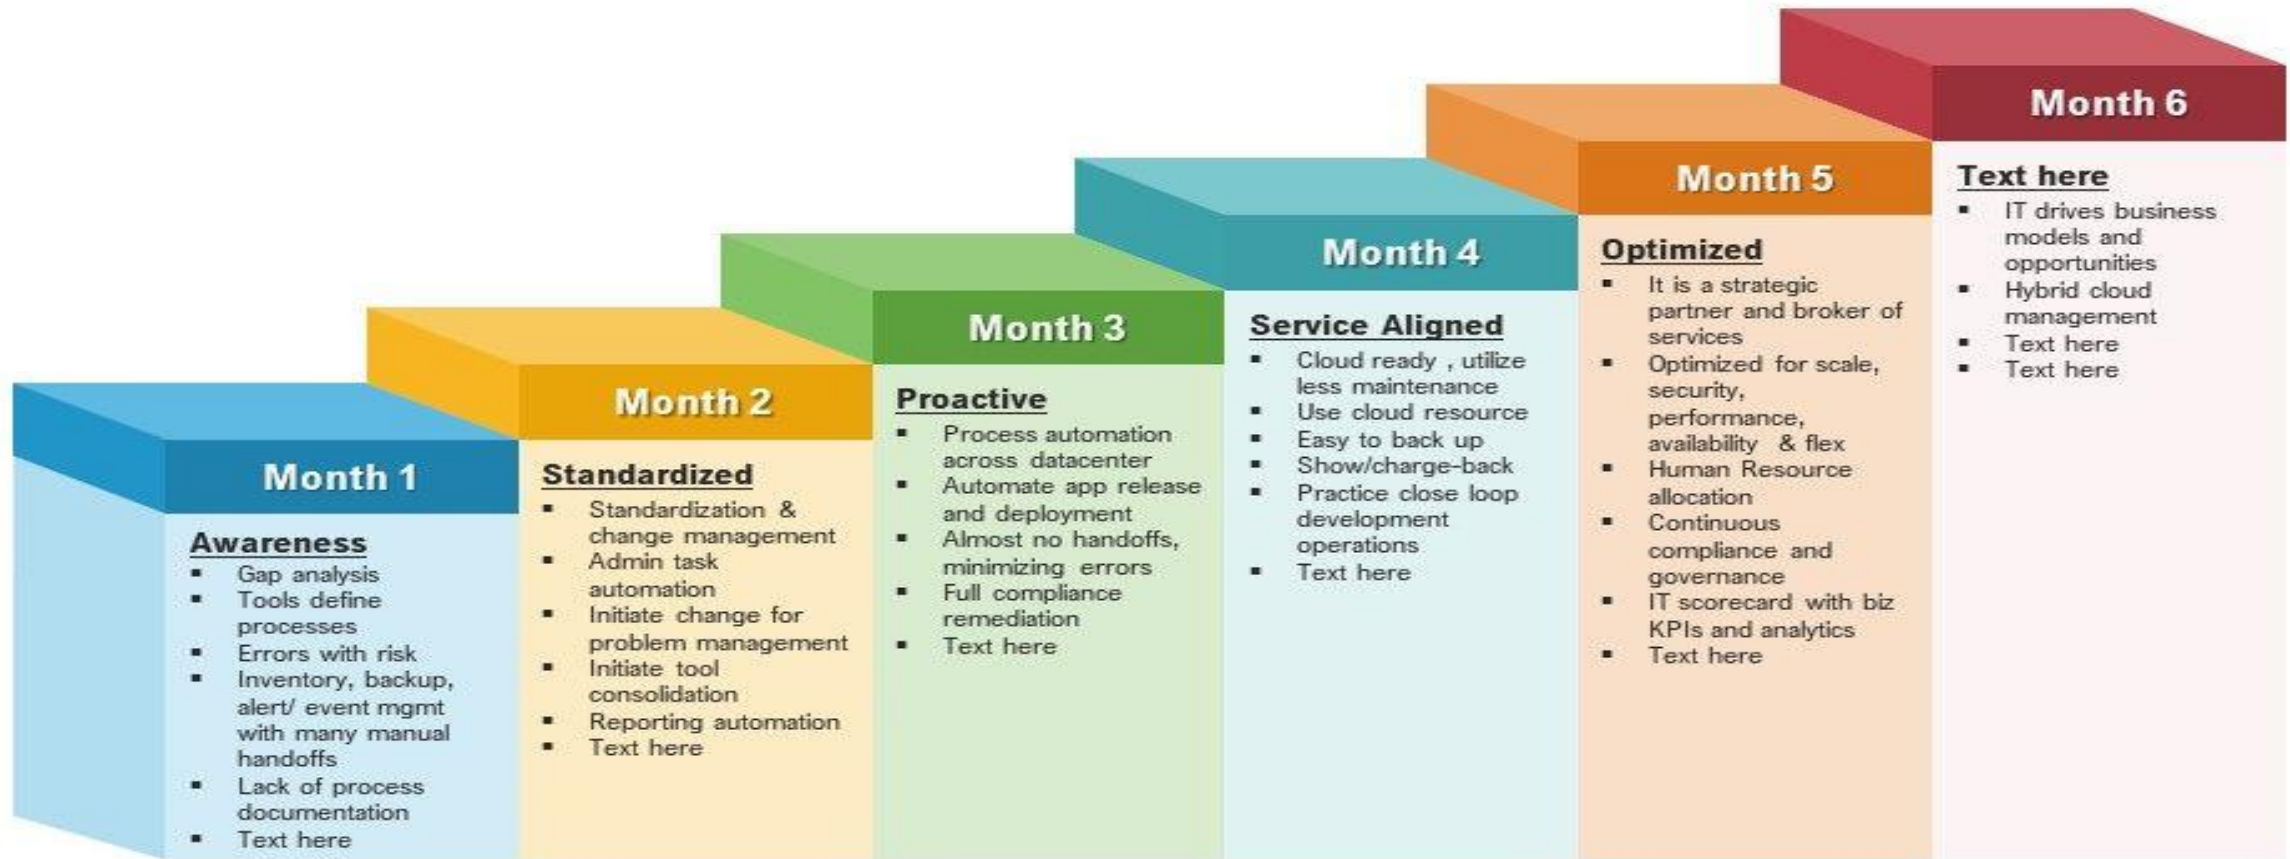 Month 1
Awareness
▪ Gap analysis
▪ Tools define
processes
▪ Errors with risk
▪ Inventory, backup,
alert/ event mgmt
with many manual
handoffs
▪ Lack of process
documentation
▪ Text here
Month 2
Standardized
▪ Standardization &
change management
▪ Admin task
automation
▪ Initiate change for
problem management
▪ Initiate tool
consolidation
▪ Reporting automation
▪ Text here
Month 3
Proactive
▪ Process automation
across datacenter
▪ Automate app release
and deployment
▪ Almost no handoffs,
minimizing errors
▪ Full compliance
remediation
▪ Text here
Month 4
Service Aligned
▪ Cloud ready , utilize
less maintenance
▪ Use cloud resource
▪ Easy to back up
▪ Show/charge-back
▪ Practice close loop
development
operations
▪ Text here
Month 5
Optimized
▪ It is a strategic
partner and broker of
services
▪ Optimized for scale,
security,
performance,
availability & flex
▪ Human Resource
allocation
▪ Continuous
compliance and
governance
▪ IT scorecard with biz
KPIs and analytics
▪ Text here
Month 6
Text here
▪ IT drives business
models and
opportunities
▪ Hybrid cloud
management
▪ Text here
▪ Text here